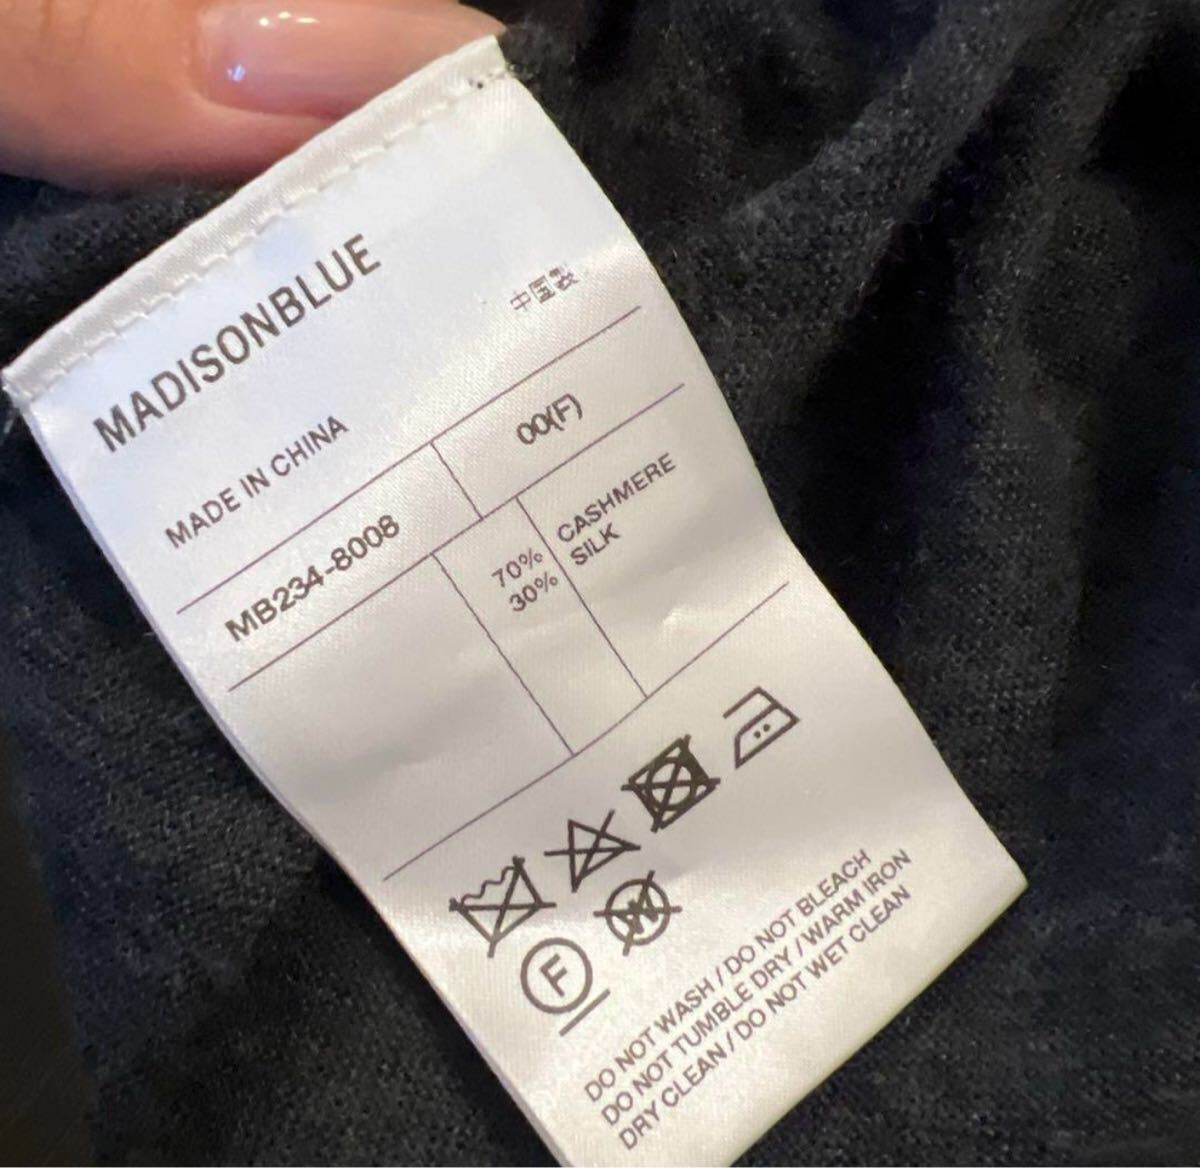 MADISONBLUE
MADE IN CHINA
中国製
MB234-8008
00(F)
70% CASHMERE
30% SILK
W
F
DO NOT WASH / DO NOT BLEACH
DO NOT TUMBLE DRY / WARM IRON
DRY CLEAN / DO NOT WET CLEAN